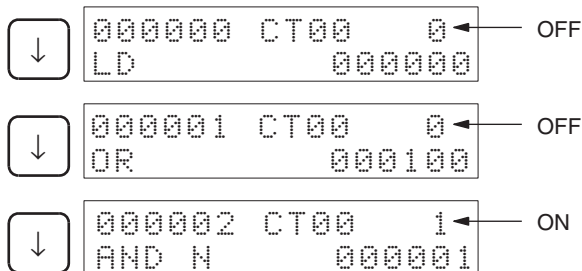 000000 CT00 0 OFF
↓
LD 000000
000001 CT00 0 OFF
↓
OR 000100
000002 CT00 1 ON
↓
AND N 000001